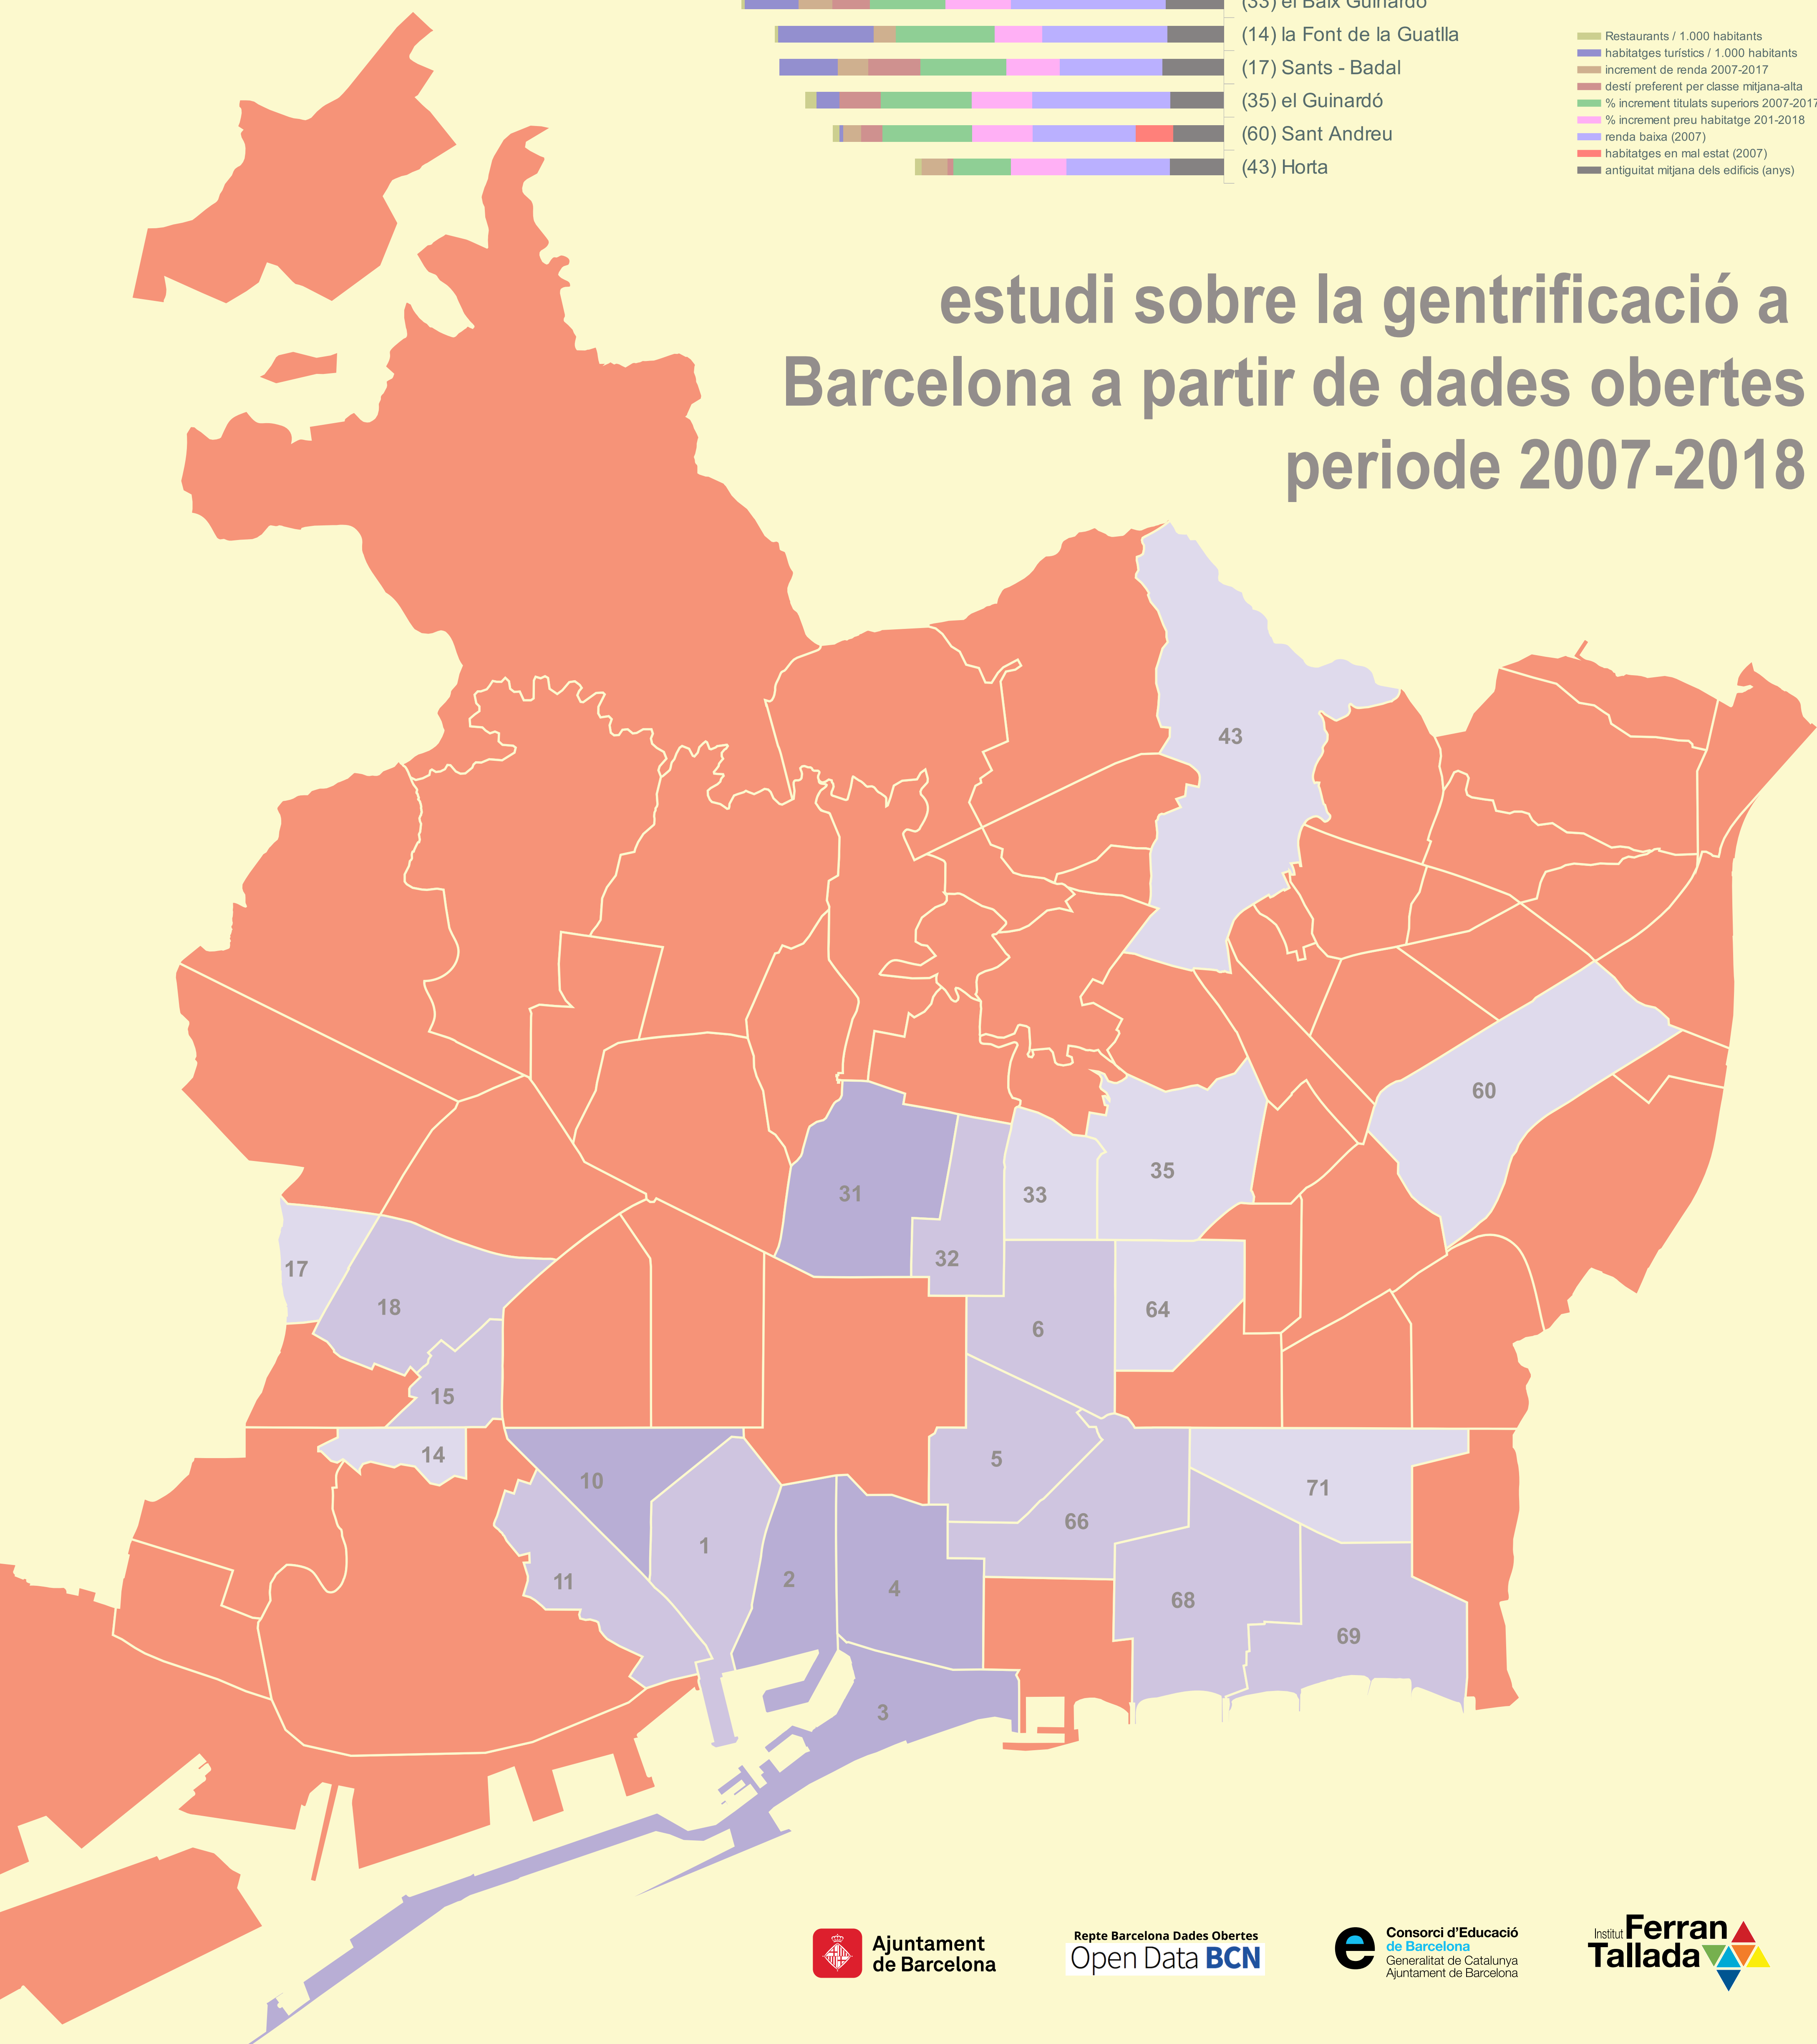 (33) el Baix Guinardó
(14) la Font de la Guatlla
(17) Sants - Badal
(35) el Guinardó
(60) Sant Andreu
(43) Horta
Restaurants / 1.000 habitants
habitatges turístics / 1.000 habitants
increment de renda 2007-2017
destí preferent per classe mitjana-alta
% increment titulats superiors 2007-2017
% increment preu habitatge 201-2018
renda baixa (2007)
habitatges en mal estat (2007)
antiguitat mitjana dels edificis (anys)
estudi sobre la gentrificació a
Barcelona a partir de dades obertes
periode 2007-2018
43
60
35
31
33
32
17
18
64
6
15
14
5
10
71
66
1
11
2
4
68
69
3
Ajuntament
de Barcelona
Repte Barcelona Dades Obertes
Open Data BCN
e
Consorci d'Educació
de Barcelona
Generalitat de Catalunya
Ajuntament de Barcelona
Institut Ferran
Tallada